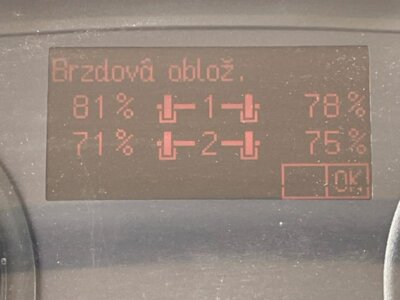 Brzdová oblož.
81% 1 78%
71% 2 75%
OK